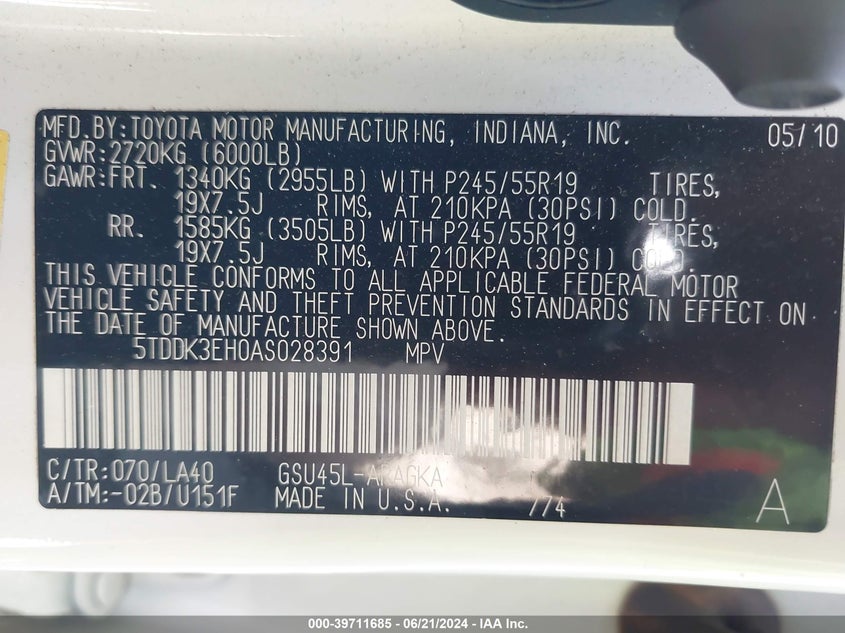 MFD.BY:TOYOTA MOTOR MANUFACTURING, INDIANA, INC. 05/10
GVWR:2720KG (6000LB)
GAWR:FRT. 1340KG (2955LB) WITH P245/55R19 TIRES,
19X7.5J RIMS, AT 210KPA (30PSI) COLD.
RR. 1585KG (3505LB) WITH P245/55R19 TIRES,
19X7.5J RIMS, AT 210KPA (30PSI) COLD.
THIS VEHICLE CONFORMS TO ALL APPLICABLE FEDERAL MOTOR
VEHICLE SAFETY AND THEFT PREVENTION STANDARDS IN EFFECT ON
THE DATE OF MANUFACTURE SHOWN ABOVE.
5TDDK3EH0AS028391 MPV
C/TR:070/LA40 GSU45L-ARAGKA
A/TM:-02B/U151F MADE IN U.S.A. 774 A
000-39711685 - 06/21/2024 - IAA Inc.